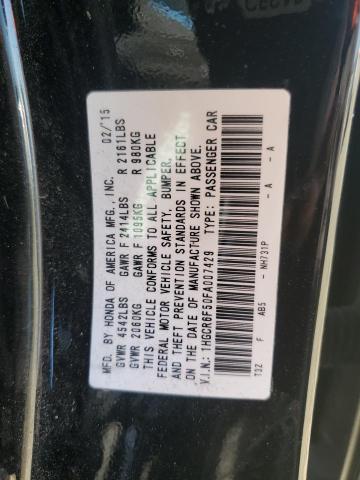 MFD. BY HONDA OF AMERICA MFG., INC. 02/'15
GVWR 4542LBS GAWR F 2414LBS R 2161LBS
GVWR 2060KG GAWR F 1095KG R 980KG
THIS VEHICLE CONFORMS TO ALL APPLICABLE
FEDERAL MOTOR VEHICLE SAFETY, BUMPER,
AND THEFT PREVENTION STANDARDS IN EFFECT
ON THE DATE OF MANUFACTURE SHOWN ABOVE.
V.I.N.: 1HGCR6F50FA007429 TYPE: PASSENGER CAR
T3Z F AB5 - NH731P - A - A